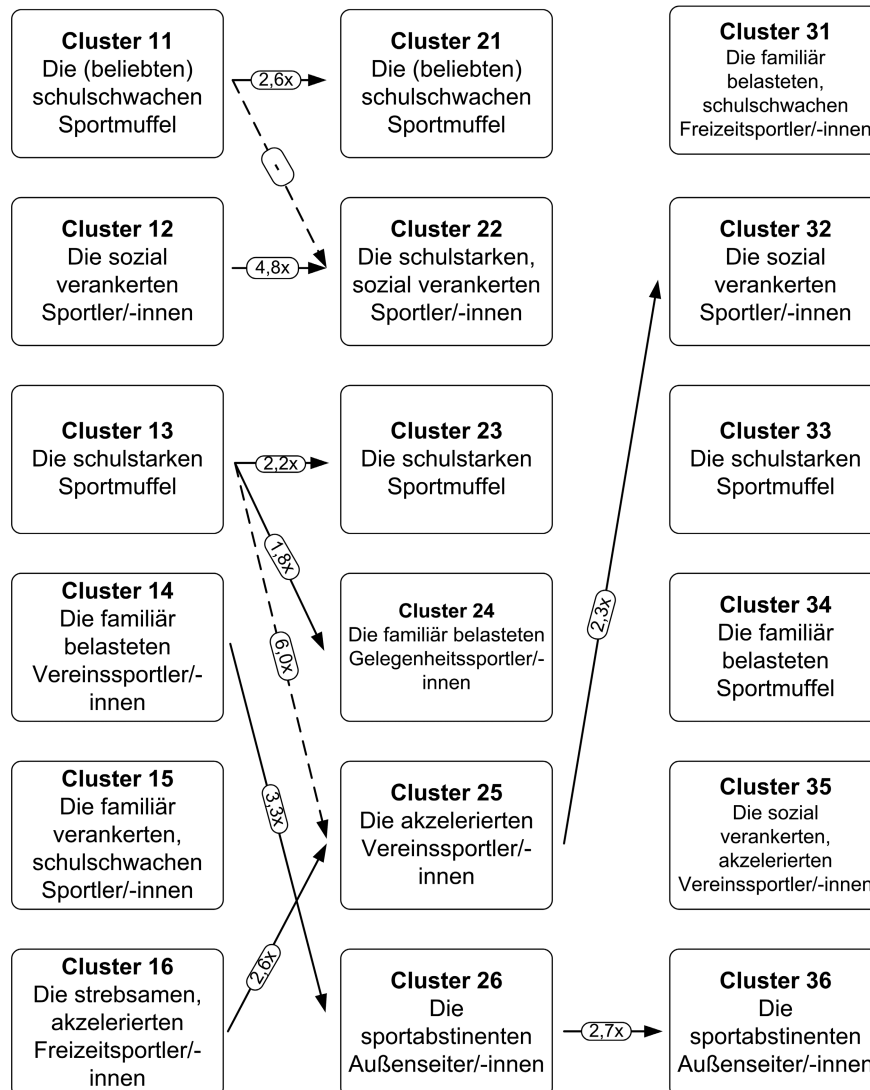 Cluster 11
Die (beliebten)
schulschwachen
Sportmuffel
2,6x
-
Cluster 21
Die (beliebten)
schulschwachen
Sportmuffel
Cluster 31
Die familiär
belasteten,
schulschwachen
Freizeitsportler/-innen
Cluster 12
Die sozial
verankerten
Sportler/-innen
4,8x
Cluster 22
Die schulstarken,
sozial verankerten
Sportler/-innen
Cluster 32
Die sozial
verankerten
Sportler/-innen
Cluster 13
Die schulstarken
Sportmuffel
2,2x
1,8x
6,0x
Cluster 23
Die schulstarken
Sportmuffel
Cluster 33
Die schulstarken
Sportmuffel
Cluster 14
Die familiär
belasteten
Vereinssportler/-
innen
3,3x
Cluster 24
Die familiär belasteten
Gelegenheitssportler/-
innen
2,3x
Cluster 34
Die familiär
belasteten
Sportmuffel
Cluster 15
Die familiär
verankerten,
schulschwachen
Sportler/-innen
Cluster 25
Die akzelerierten
Vereinssportler/-
innen
Cluster 35
Die sozial
verankerten,
akzelerierten
Vereinssportler/-innen
Cluster 16
Die strebsamen,
akzelerierten
Freizeitsportler/-
innen
2,6x
Cluster 26
Die
sportabstinenten
Außenseiter/-innen
2,7x
Cluster 36
Die
sportabstinenten
Außenseiter/-innen